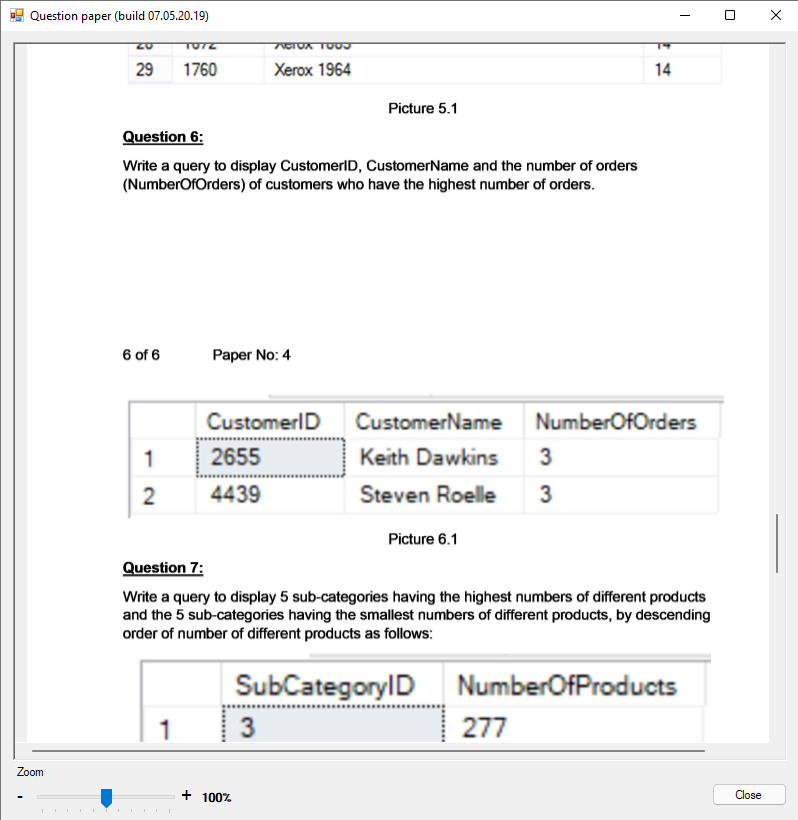 Question paper (build 07.05.20.19)
29 1760 Xerox 1964 14
Picture 5.1
Question 6:
Write a query to display CustomerID, CustomerName and the number of orders
(NumberOfOrders) of customers who have the highest number of orders.
6 of 6 Paper No: 4
CustomerID CustomerName NumberOfOrders
1 2655 Keith Dawkins 3
2 4439 Steven Roelle 3
Picture 6.1
Question 7:
Write a query to display 5 sub-categories having the highest numbers of different products
and the 5 sub-categories having the smallest numbers of different products, by descending
order of number of different products as follows:
SubCategoryID NumberOfProducts
1 3 277
Zoom
- + 100%
Close